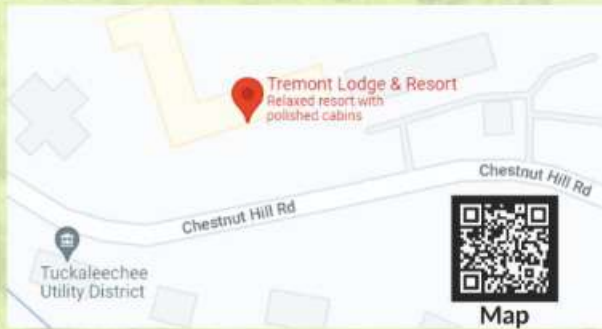 Tremont Lodge & Resort
Relaxed resort with
polished cabins
Chestnut Hill Rd
Chestnut Hill Rd
Tuckaleechee
Utility District
Map